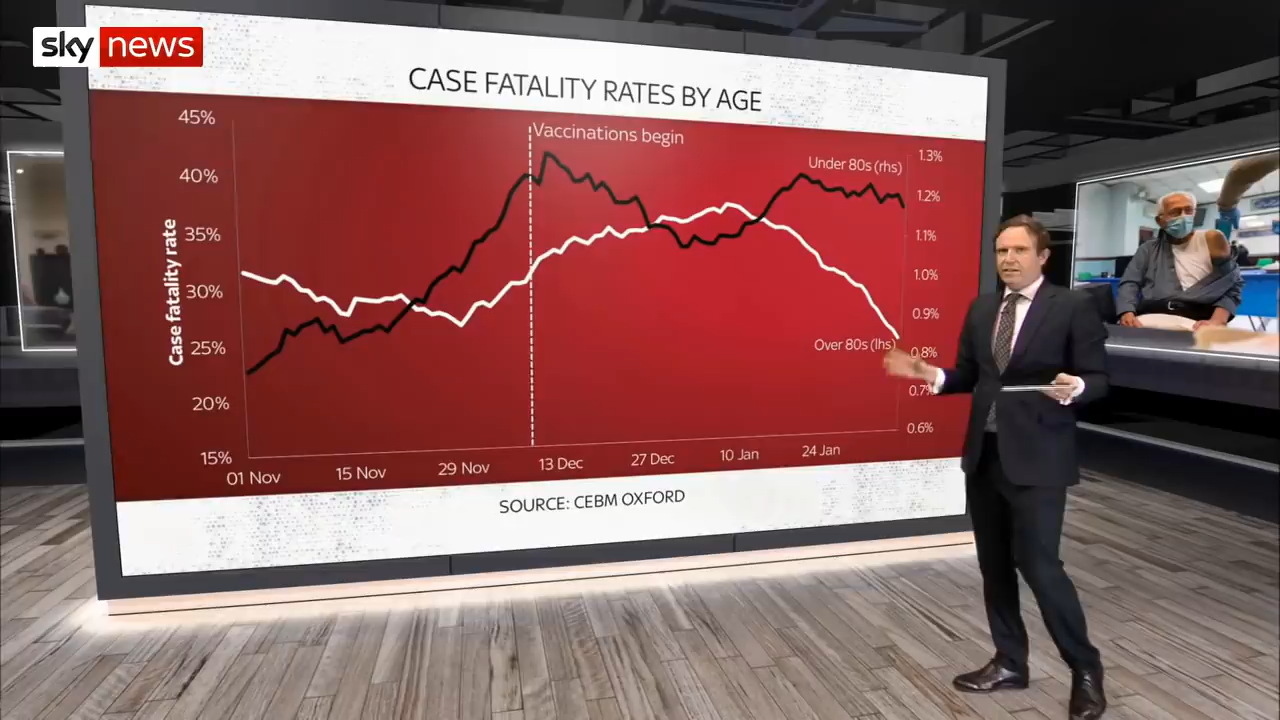 sky news
CASE FATALITY RATES BY AGE
Case fatality rate
45%
40%
35%
30%
25%
20%
15%
Vaccinations begin
Under 80s (rhs)
Over 80s (lhs)
1.3%
1.2%
1.1%
1.0%
0.9%
0.8%
0.7%
0.6%
01 Nov 15 Nov 29 Nov 13 Dec 27 Dec 10 Jan 24 Jan
SOURCE: CEBM OXFORD